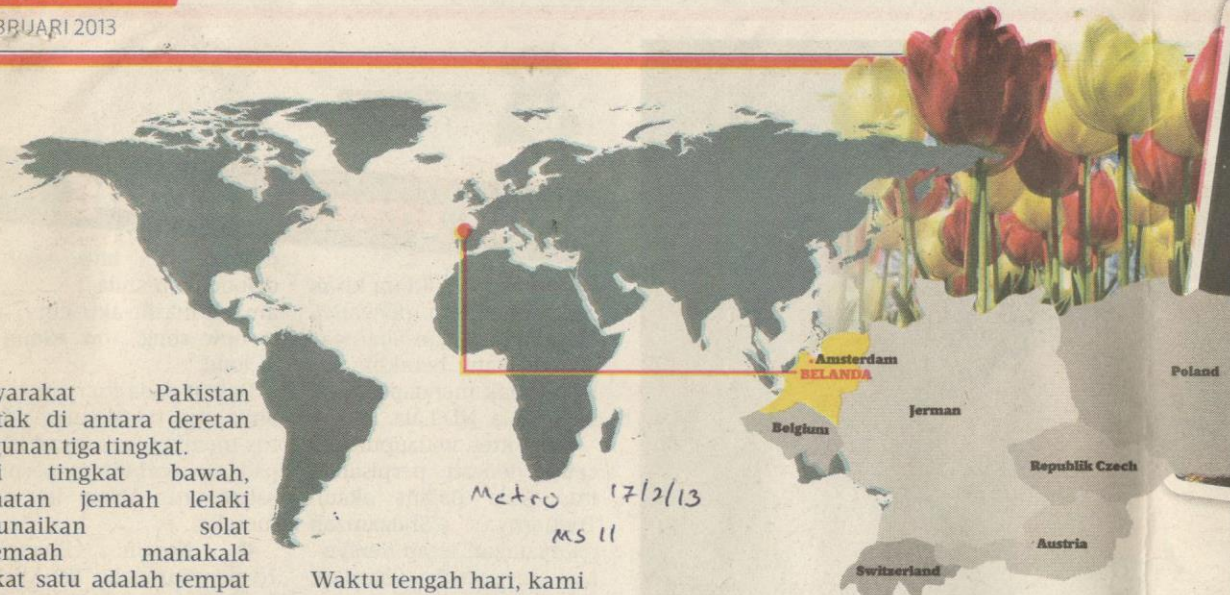 BRUARI 2013
yarakat Pakistan
tak di antara deretan
gunan tiga tingkat.
i tingkat bawah,
natan jemaah lelaki
unaikan solat
emaah manakala
kat satu adalah tempat
Metro 17/2/13
MS 11
Waktu tengah hari, kami
Amsterdam
BELANDA
Belgium
Jerman
Poland
Republik Czech
Austria
Switzerland